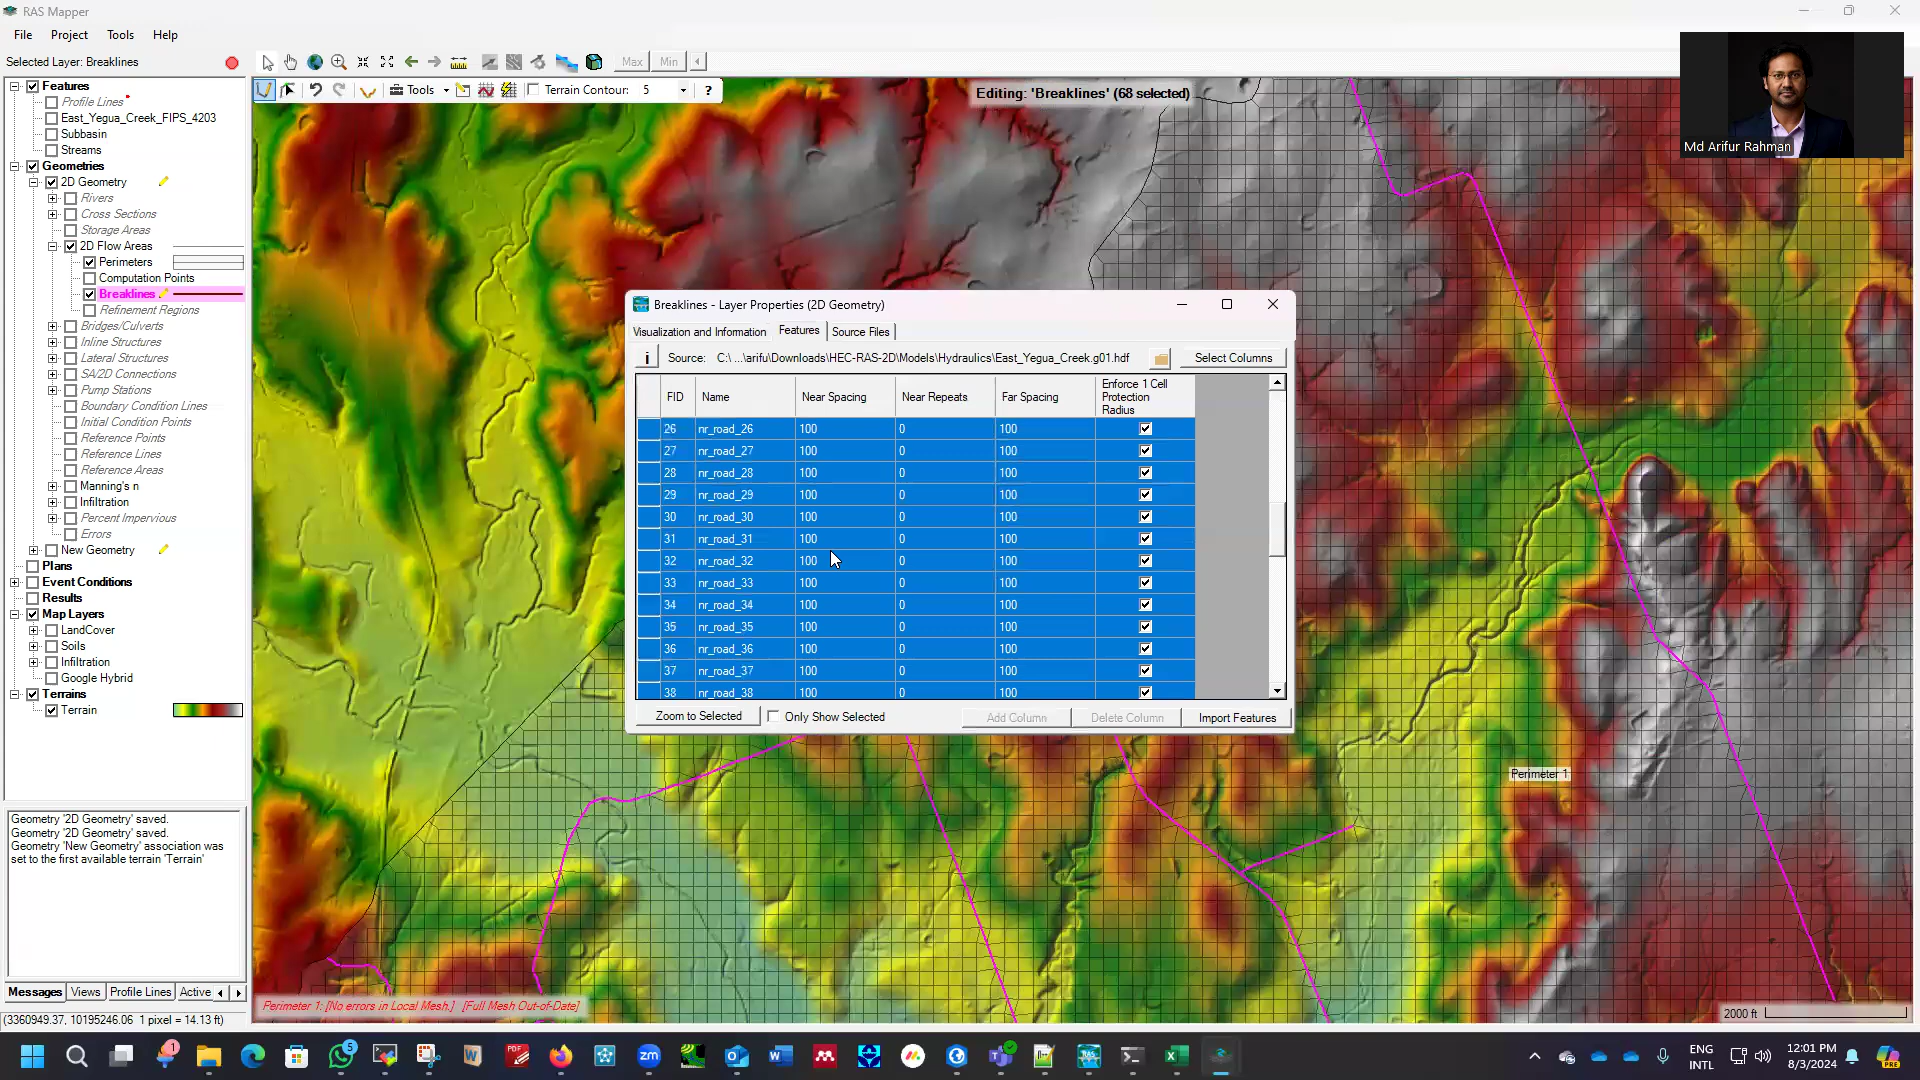 RAS Mapper
File Project Tools Help
Selected Layer: Breaklines
Max Min
Features
Profile Lines
East_Yegua_Creek_FIPS_4203
Subbasin
Streams
Geometries
2D Geometry
Rivers
Cross Sections
Storage Areas
2D Flow Areas
Perimeters
Computation Points
Breaklines
Refinement Regions
Bridges/Culverts
Inline Structures
Lateral Structures
SA/2D Connections
Pump Stations
Boundary Condition Lines
Initial Condition Points
Reference Points
Reference Lines
Reference Areas
Manning's n
Infiltration
Percent Impervious
Errors
New Geometry
Plans
Event Conditions
Results
Map Layers
LandCover
Soils
Infiltration
Google Hybrid
Terrains
Terrain
Geometry '2D Geometry' saved.
Geometry '2D Geometry' saved.
Geometry 'New Geometry' association was
set to the first available terrain 'Terrain'
Messages Views Profile Lines Active
(3360949.37, 10195246.06 1 pixel = 14.13 ft)
Tools Terrain Contour: 5 ?
Editing: 'Breaklines' (68 selected)
Md Arifur Rahman
Breaklines - Layer Properties (2D Geometry)
Visualization and Information Features Source Files
i Source: C:\ ...\arifu\Downloads\HEC-RAS-2D\Models\Hydraulics\East_Yegua_Creek.g01.hdf Select Columns
FID Name Near Spacing Near Repeats Far Spacing Enforce 1 Cell Protection Radius
26 nr_road_26 100 0 100
27 nr_road_27 100 0 100
28 nr_road_28 100 0 100
29 nr_road_29 100 0 100
30 nr_road_30 100 0 100
31 nr_road_31 100 0 100
32 nr_road_32 100 0 100
33 nr_road_33 100 0 100
34 nr_road_34 100 0 100
35 nr_road_35 100 0 100
36 nr_road_36 100 0 100
37 nr_road_37 100 0 100
38 nr_road_38 100 0 100
Zoom to Selected Only Show Selected Add Column Delete Column Import Features
Perimeter 1
Perimeter 1: [No errors in Local Mesh.] [Full Mesh Out-of-Date]
2000 ft
1 5 zm
ENG
INTL
12:01 PM
8/3/2024
PRE